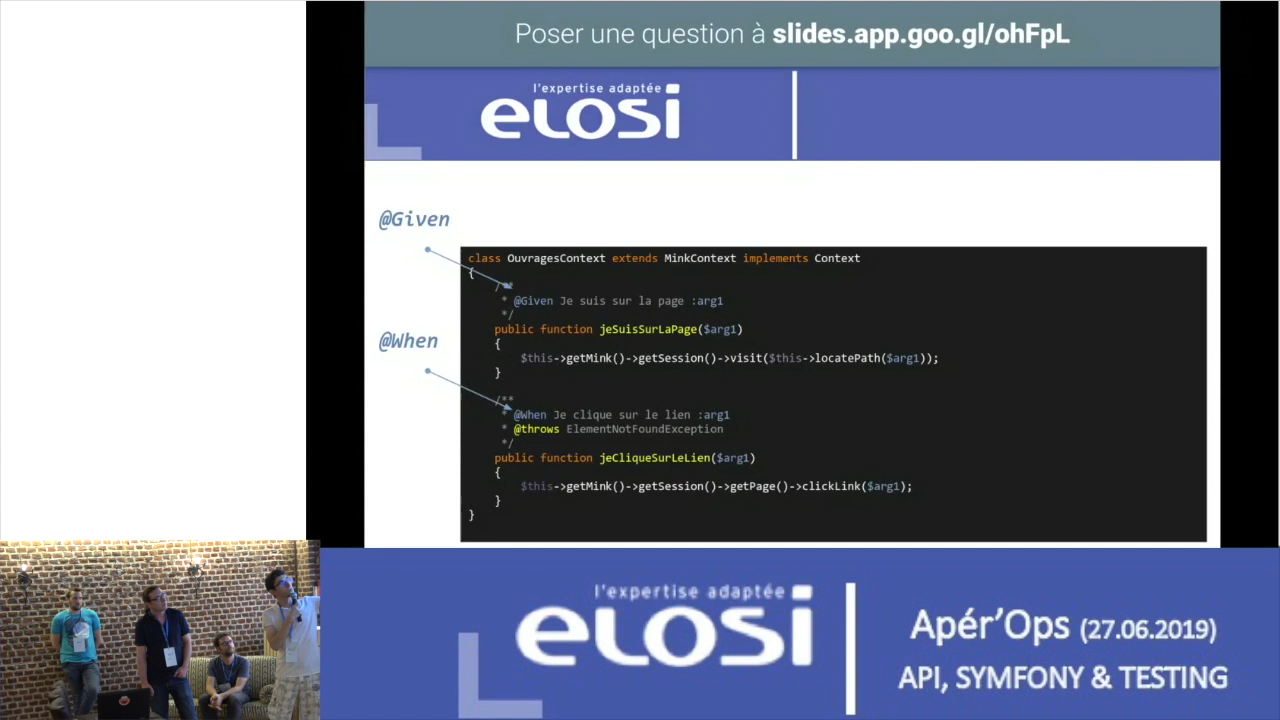 Poser une question à slides.app.goo.gl/ohFpL
l'expertise adaptée
elosi
@Given
class OuvragesContext extends MinkContext implements Context
{
/**
* @Given Je suis sur la page :arg1
*/
public function jeSuisSurLaPage($arg1)
{
$this->getMink()->getSession()->visit($this->locatePath($arg1));
}
@When
/**
* @When Je clique sur le lien :arg1
* @throws ElementNotFoundException
*/
public function jeCliqueSurLeLien($arg1)
{
$this->getMink()->getSession()->getPage()->clickLink($arg1);
}
}
l'expertise adaptée
elosi
Apér'Ops (27.06.2019)
API, SYMFONY & TESTING